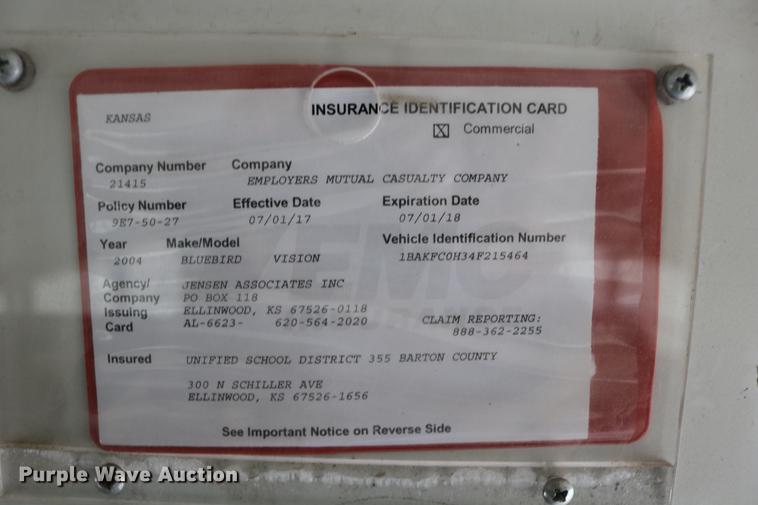 KANSAS
INSURANCE IDENTIFICATION CARD
X Commercial
Company Number Company
21415 EMPLOYERS MUTUAL CASUALTY COMPANY
Policy Number Effective Date Expiration Date
9E7-50-27 07/01/17 07/01/18
Year Make/Model Vehicle Identification Number
2004 BLUEBIRD VISION 1BAKFC0H34F215464
EMC
Agency/ JENSEN ASSOCIATES INC
Company PO BOX 118
Issuing ELLINWOOD, KS 67526-0118
Card AL-6623- 620-564-2020
CLAIM REPORTING:
888-362-2255
Insured UNIFIED SCHOOL DISTRICT 355 BARTON COUNTY
300 N SCHILLER AVE
ELLINWOOD, KS 67526-1656
See Important Notice on Reverse Side
Purple Wave Auction